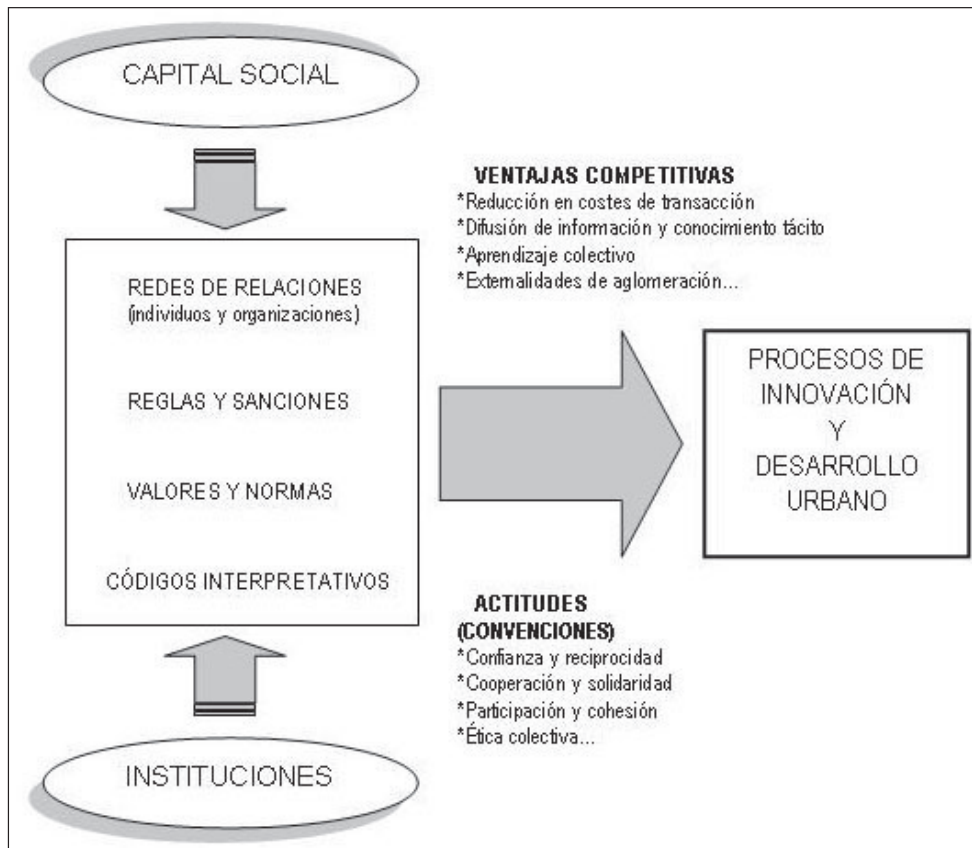 CAPITAL SOCIAL
VENTAJAS COMPETITIVAS
*Reducción en costes de transacción
*Difusión de información y conocimiento tácito
*Aprendizaje colectivo
*Externalidades de aglomeración...
REDES DE RELACIONES
(individuos y organizaciones)
REGLAS Y SANCIONES
VALORES Y NORMAS
CÓDIGOS INTERPRETATIVOS
PROCESOS DE
INNOVACIÓN
Y
DESARROLLO
URBANO
ACTITUDES
(CONVENCIONES)
*Confianza y reciprocidad
*Cooperación y solidaridad
*Participación y cohesión
*Ética colectiva...
INSTITUCIONES